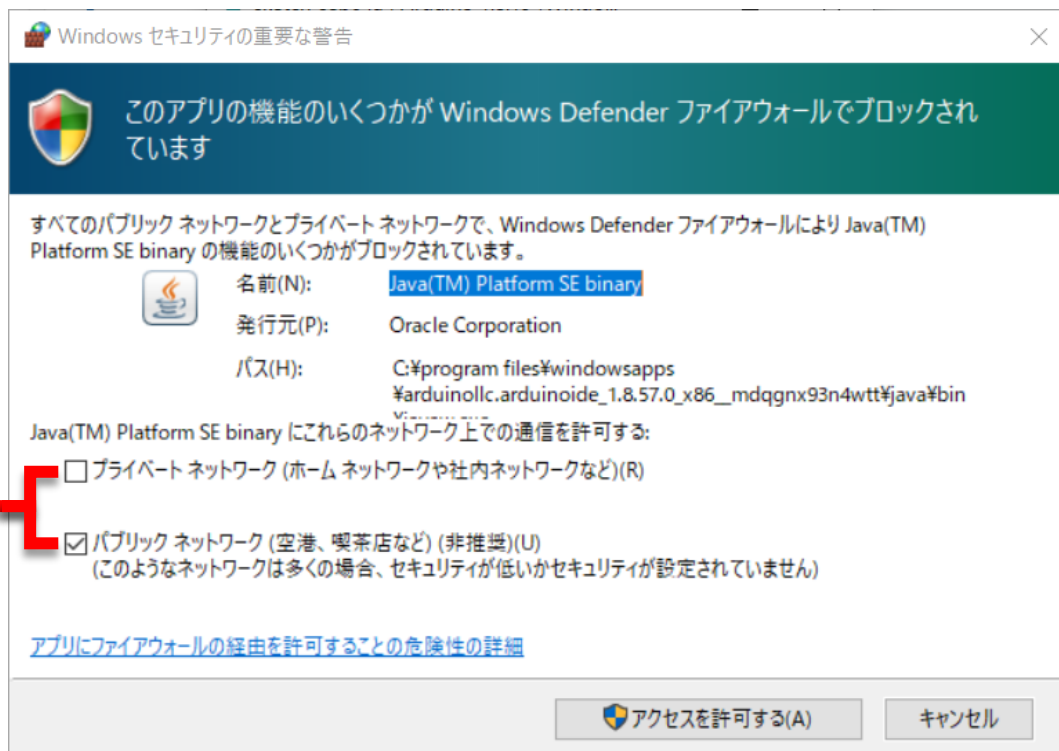 Windows セキュリティの重要な警告
このアプリの機能のいくつかが Windows Defender ファイアウォールでブロックされ
ています
すべてのパブリック ネットワークとプライベート ネットワークで、Windows Defender ファイアウォールにより Java(TM)
Platform SE binary の機能のいくつかがブロックされています。
名前(N): Java(TM) Platform SE binary
発行元(P): Oracle Corporation
パス(H): C:¥program files¥windowsapps
¥arduinollc.arduinoide_1.8.57.0_x86__mdqgnx93n4wtt¥java¥bin
Java(TM) Platform SE binary にこれらのネットワーク上での通信を許可する:
プライベート ネットワーク (ホーム ネットワークや社内ネットワークなど)(R)
パブリック ネットワーク (空港、喫茶店など) (非推奨)(U)
(このようなネットワークは多くの場合、セキュリティが低いかセキュリティが設定されていません)
アプリにファイアウォールの経由を許可することの危険性の詳細
アクセスを許可する(A)
キャンセル